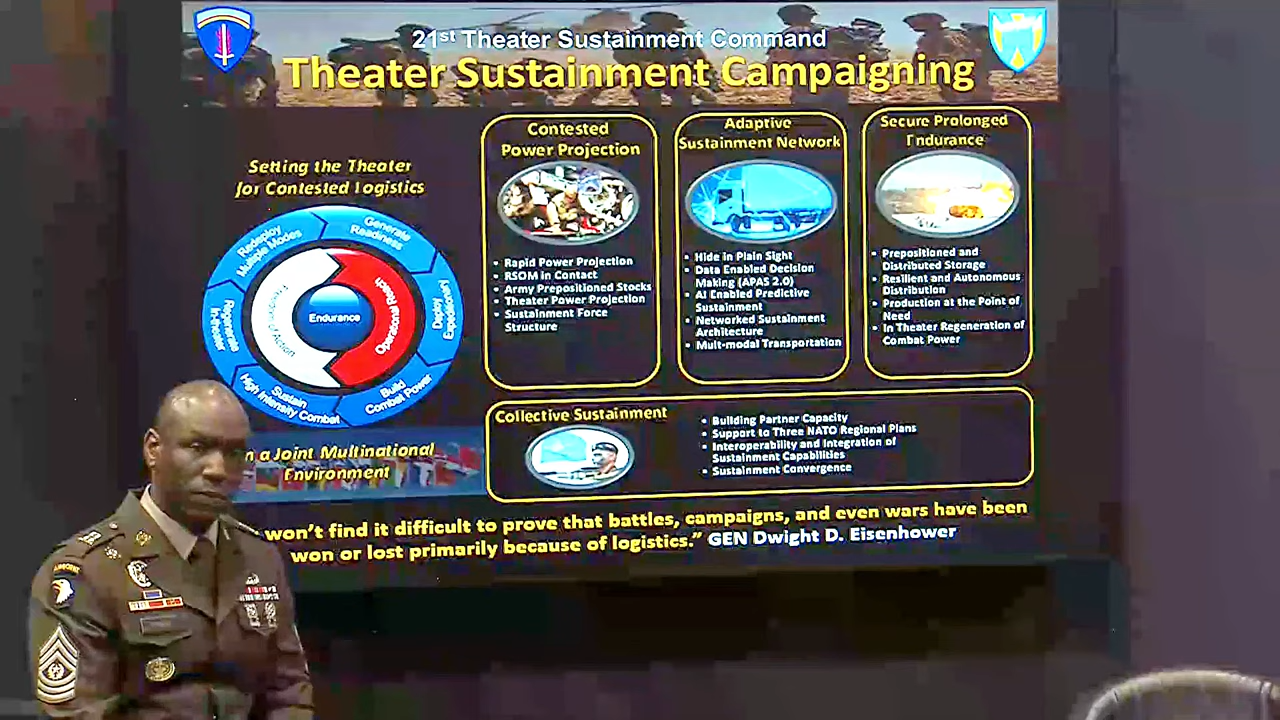 21st Theater Sustainment Command
Theater Sustainment Campaigning
Setting the Theater
for Contested Logistics
Generate
Readiness
Deploy
Expeditiously
Build
Combat Power
Sustain
High Intensity Combat
Regenerate
In-theater
Redeploy
Multiple Modes
Freedom of Action
Operational Reach
Endurance
n a Joint Multinational
Environment
Contested
Power Projection
• Rapid Power Projection
• RSOM in Contact
• Army Prepositioned Stocks
• Theater Power Projection
• Sustainment Force
Structure
Adaptive
Sustainment Network
• Hide in Plain Sight
• Data Enabled Decision
Making (APAS 2.0)
• AI Enabled Predictive
Sustainment
• Networked Sustainment
Architecture
• Mult-modal Transportation
Secure Prolonged
Endurance
• Prepositioned and
Distributed Storage
• Resilient and Autonomous
Distribution
• Production at the Point of
Need
• In Theater Regeneration of
Combat Power
Collective Sustainment
• Building Partner Capacity
• Support to Three NATO Regional Plans
• Interoperability and Integration of
Sustainment Capabilities
• Sustainment Convergence
won't find it difficult to prove that battles, campaigns, and even wars have been
won or lost primarily because of logistics." GEN Dwight D. Eisenhower
AIRBORNE